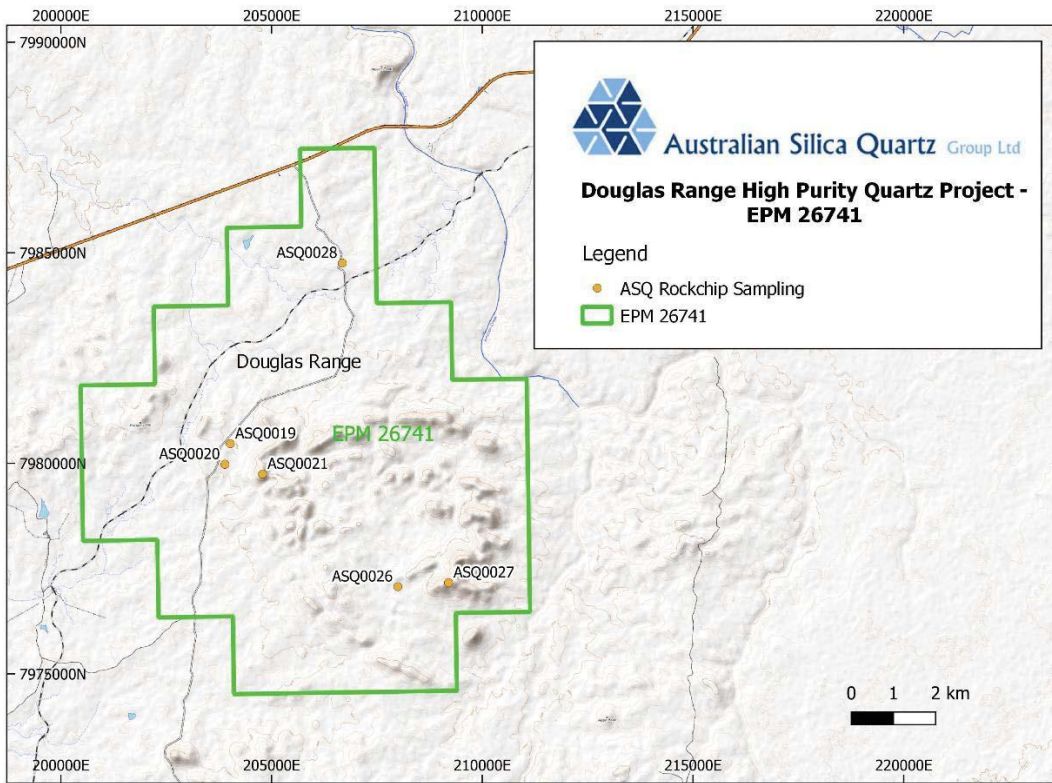 200000E 205000E 210000E 215000E 220000E
7990000N
Australian Silica Quartz Group Ltd
Douglas Range High Purity Quartz Project -
EPM 26741
Legend
ASQ Rockchip Sampling
EPM 26741
7985000N
ASQ0028
Douglas Range
EPM 26741
ASQ0019
ASQ0020
ASQ0021
7980000N
ASQ0026
ASQ0027
7975000N
0 1 2 km
200000E 205000E 210000E 215000E 220000E